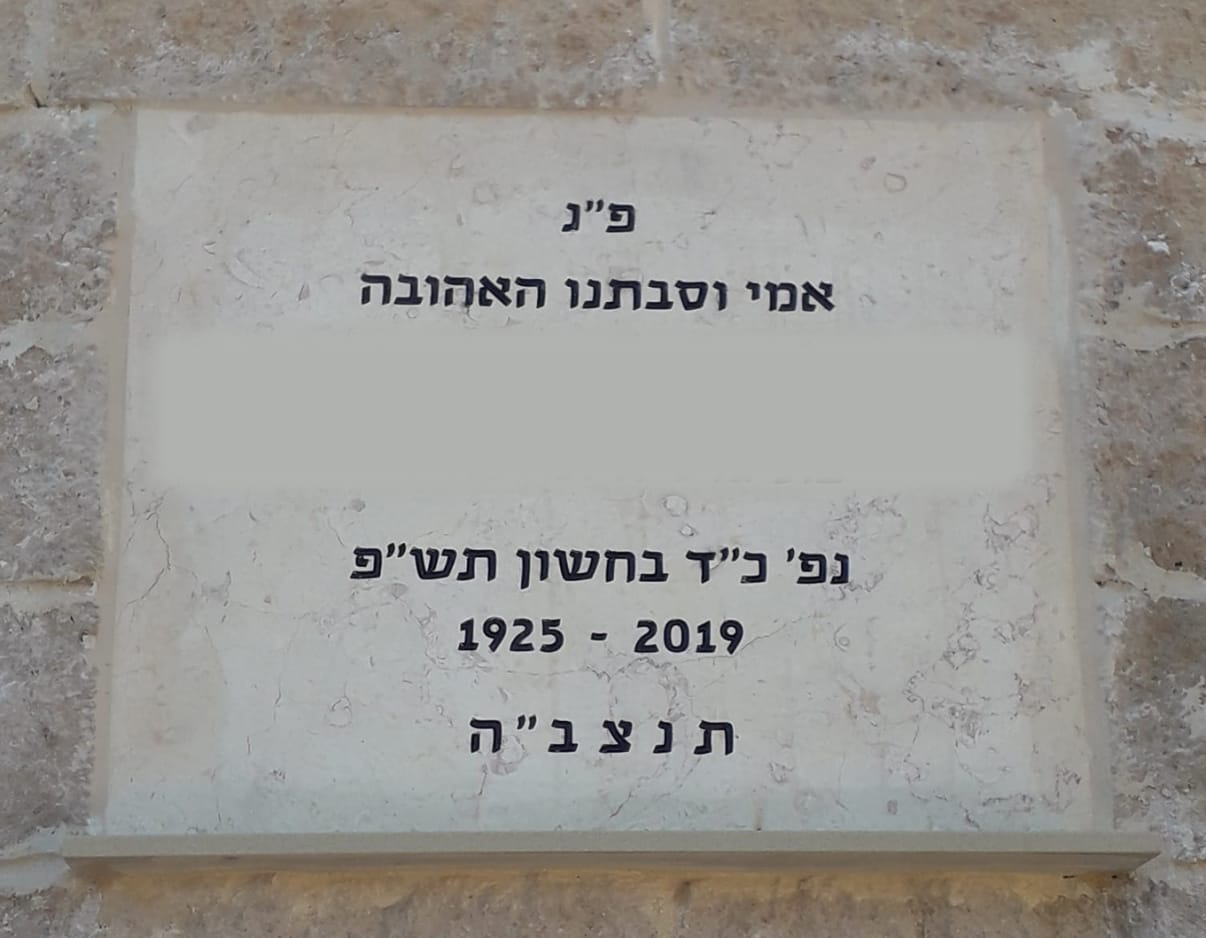 פ"נ
אמי וסבתנו האהובה
נפ' כ"ד בחשון תש"פ
1925 - 2019
ת נ צ ב "ה